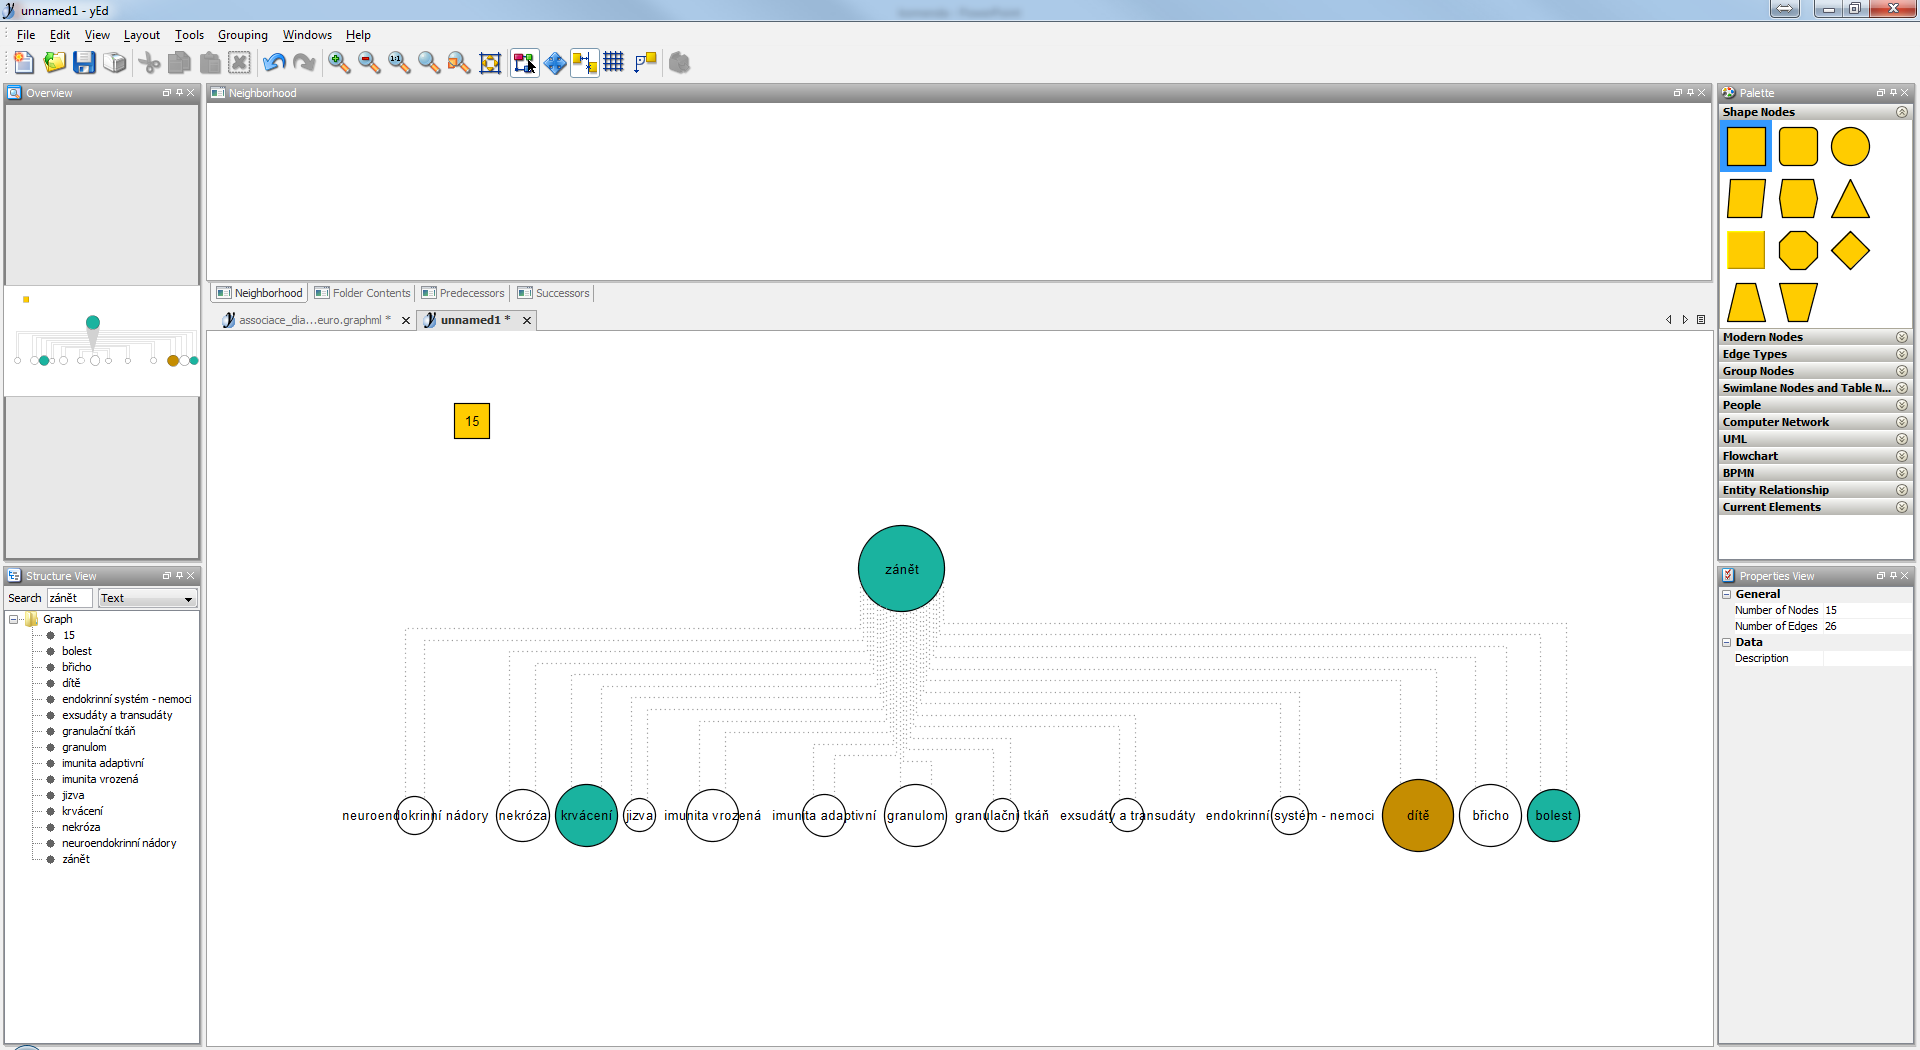 unnamed1 - yEd
File Edit View Layout Tools Grouping Windows Help
1:1
Overview
Neighborhood
Palette
Shape Nodes
Neighborhood Folder Contents Predecessors Successors
associace_dia...euro.graphml * unnamed1 *
Modern Nodes
Edge Types
Group Nodes
Swimlane Nodes and Table N...
People
Computer Network
UML
Flowchart
BPMN
Entity Relationship
Current Elements
15
zánět
neuroendokrinní nádory nekróza krvácení jizva imunita vrozená imunita adaptivní granulom granulační tkáň exsudáty a transudáty endokrinní systém - nemoci dítě břicho bolest
Structure View
Search zánět Text
Graph
15
bolest
břicho
dítě
endokrinní systém - nemoci
exsudáty a transudáty
granulační tkáň
granulom
imunita adaptivní
imunita vrozená
jizva
krvácení
nekróza
neuroendokrinní nádory
zánět
Properties View
General
Number of Nodes 15
Number of Edges 26
Data
Description